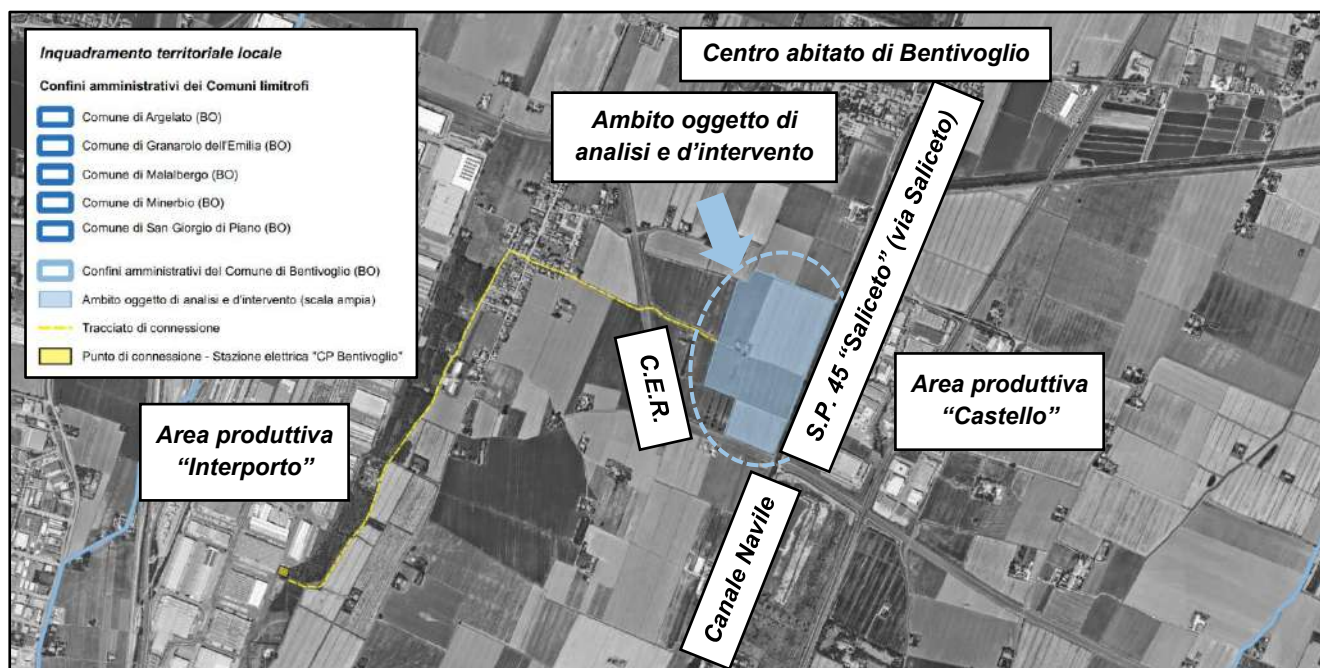 Inquadramento territoriale locale
Confini amministrativi dei Comuni limitrofi
Comune di Argelato (BO)
Comune di Granarolo dell'Emilia (BO)
Comune di Malalbergo (BO)
Comune di Minerbio (BO)
Comune di San Giorgio di Piano (BO)
Confini amministrativi del Comune di Bentivoglio (BO)
Ambito oggetto di analisi e d'intervento (scala ampia)
Tracciato di connessione
Punto di connessione - Stazione elettrica "CP Bentivoglio"
Centro abitato di Bentivoglio
Ambito oggetto di
analisi e d'intervento
S.P. 45 “Saliceto” (via Saliceto)
C.E.R.
Area produttiva
“Castello”
Area produttiva
“Interporto”
Canale Navile